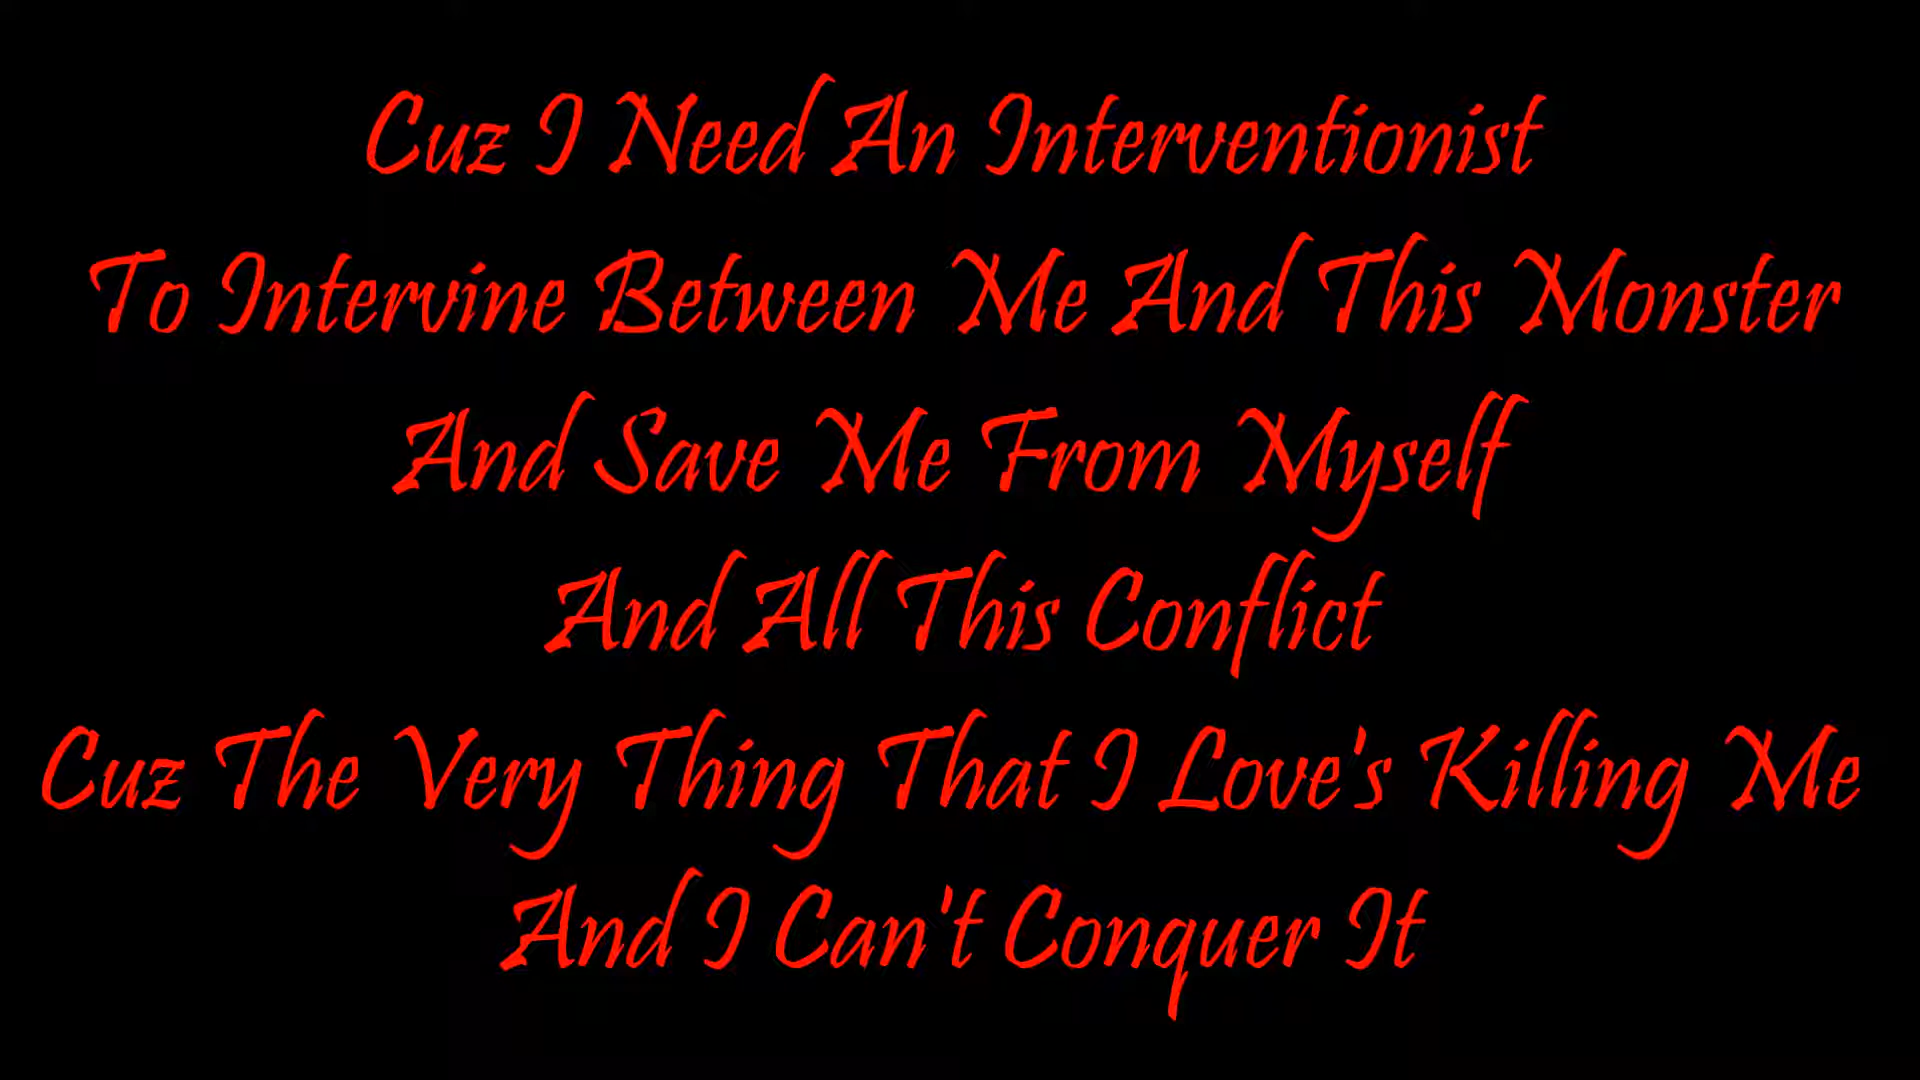 Cuz I Need An Interventionist
To Intervine Between Me And This Monster
And Save Me From Myself
And All This Conflict
Cuz The Very Thing That I Love's Killing Me
And I Can't Conquer It